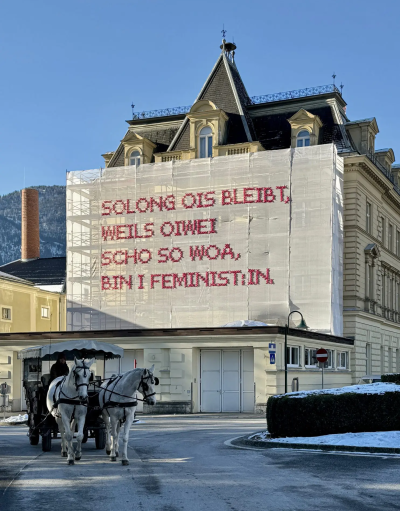 SOLONG OIS BLEIBT,
WEILS OIWEI
SCHO SO WOA,
BIN I FEMINIST:IN.